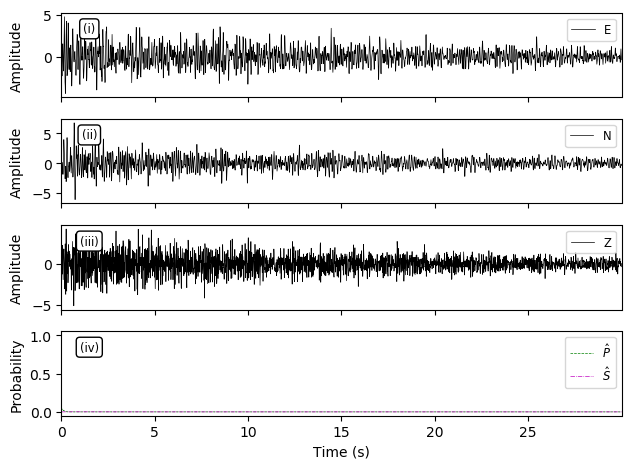 5
0
Amplitude
(i)
E
5
0
−5
Amplitude
(ii)
N
0
−5
Amplitude
(iii)
Z
1.0
0.5
0.0
Probability
(iv)
P̂
Ŝ
0 5 10 15 20 25
Time (s)